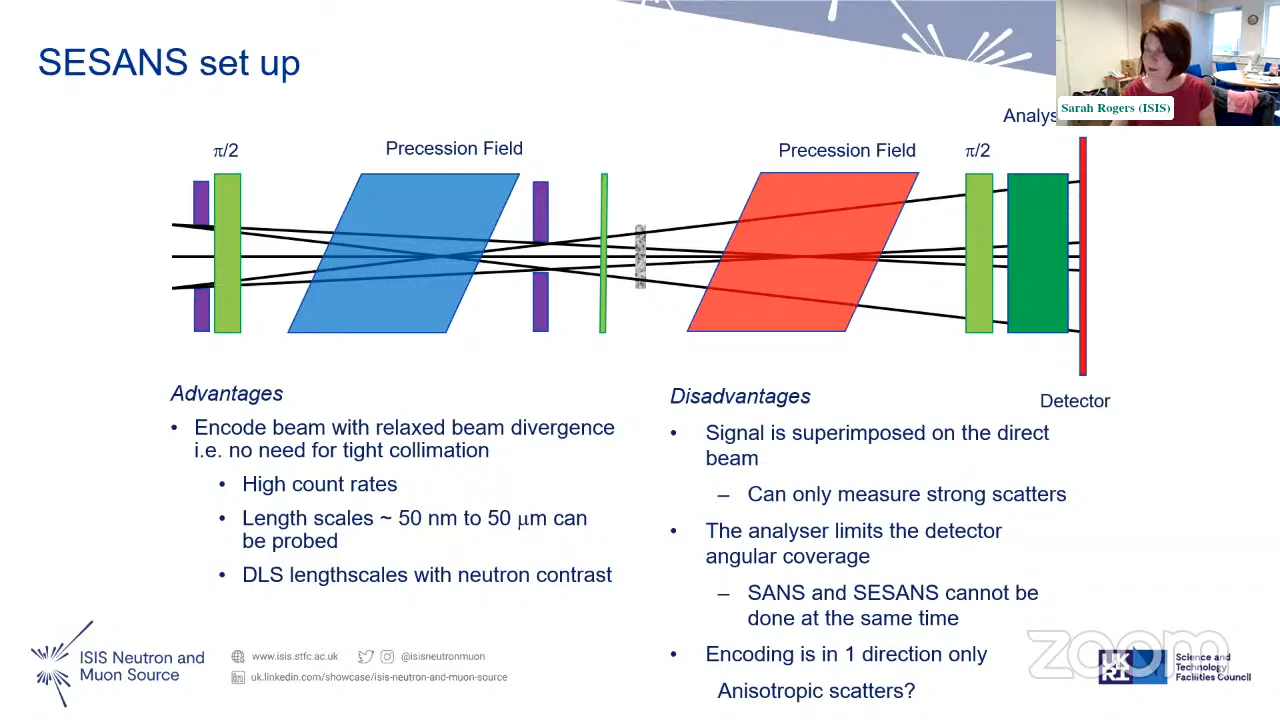 SESANS set up
Sarah Rogers (ISIS)
Analys
π/2
Precession Field
Precession Field
π/2
Detector
Advantages
• Encode beam with relaxed beam divergence
i.e. no need for tight collimation
• High count rates
• Length scales ~ 50 nm to 50 μm can
be probed
• DLS lengthscales with neutron contrast
Disadvantages
• Signal is superimposed on the direct
beam
– Can only measure strong scatters
• The analyser limits the detector
angular coverage
– SANS and SESANS cannot be
done at the same time
• Encoding is in 1 direction only
Anisotropic scatters?
ISIS Neutron and
Muon Source
www.isis.stfc.ac.uk
@isisneutronmuon
uk.linkedin.com/showcase/isis-neutron-and-muon-source
zoom
UK
RI
Science and
Technology
Facilities Council